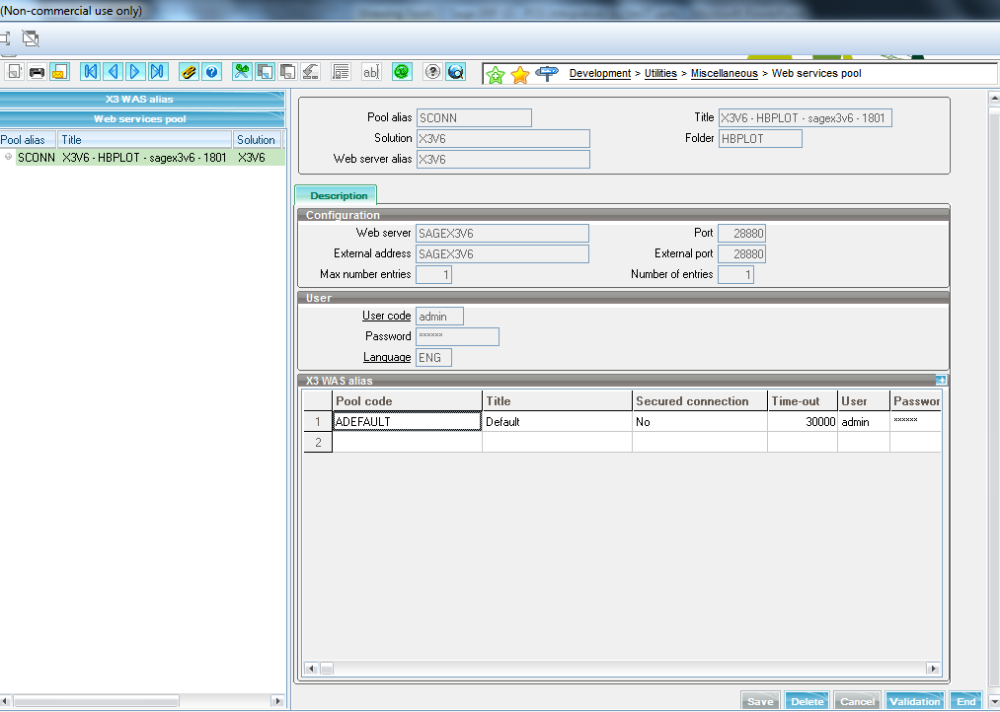 (Non-commercial use only)
abl
Development > Utilities > Miscellaneous > Web services pool
X3 WAS alias
Web services pool
Pool alias Title Solution
SCONN X3V6 - HBPLOT - sagex3v6 - 1801 X3V6
Pool alias SCONN Title X3V6 - HBPLOT - sagex3v6 - 1801
Solution X3V6 Folder HBPLOT
Web server alias X3V6
Description
Configuration
Web server SAGEX3V6 Port 28880
External address SAGEX3V6 External port 28880
Max number entries 1 Number of entries 1
User
User code admin
Password ******
Language ENG
X3 WAS alias
Pool code Title Secured connection Time-out User Passwor
1 ADEFAULT Default No 30000 admin ******
2
Save Delete Cancel Validation End